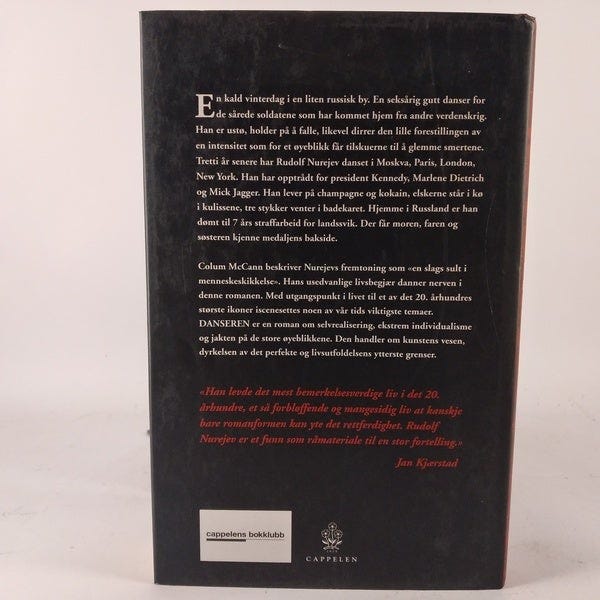 En kald vinterdag i en liten russisk by. En seksårig gutt danser for
de sårede soldatene som har kommet hjem fra andre verdenskrig.
Han er ustø, holder på å falle, likevel dirrer den lille forestillingen av
en intensitet som for et øyeblikk får tilskuerne til å glemme smertene.
Tretti år senere har Rudolf Nurejev danset i Moskva, Paris, London,
New York. Han har opptrådt for president Kennedy, Marlene Dietrich
og Mick Jagger. Han lever på champagne og kokain, elskerne står i kø
i kulissene, tre stykker venter i badekaret. Hjemme i Russland er han
dømt til 7 års straffarbeid for landssvik. Der får moren, faren og
søsteren kjenne medaljens bakside.
Colum McCann beskriver Nurejevs fremtoning som «en slags sult i
menneskeskikkelse». Hans usedvanlige livsbegjær danner nerven i
denne romanen. Med utgangspunkt i livet til et av det 20. århundres
største ikoner iscenesettes noen av vår tids viktigste temaer.
DANSEREN er en roman om selvrealisering, ekstrem individualisme
og jakten på de store øyeblikkene. Den handler om kunstens vesen,
dyrkelsen av det perfekte og livsutfoldelsens ytterste grenser.
«Han levde det mest bemerkelsesverdige liv i det 20.
århundre, et så forbløffende og mangesidig liv at kanskje
bare romanformen kan yte det rettferdighet. Rudolf
Nurejev er et funn som råmateriale til en stor fortelling.»
Jan Kjærstad
cappelens bokklubb
CAPPELEN